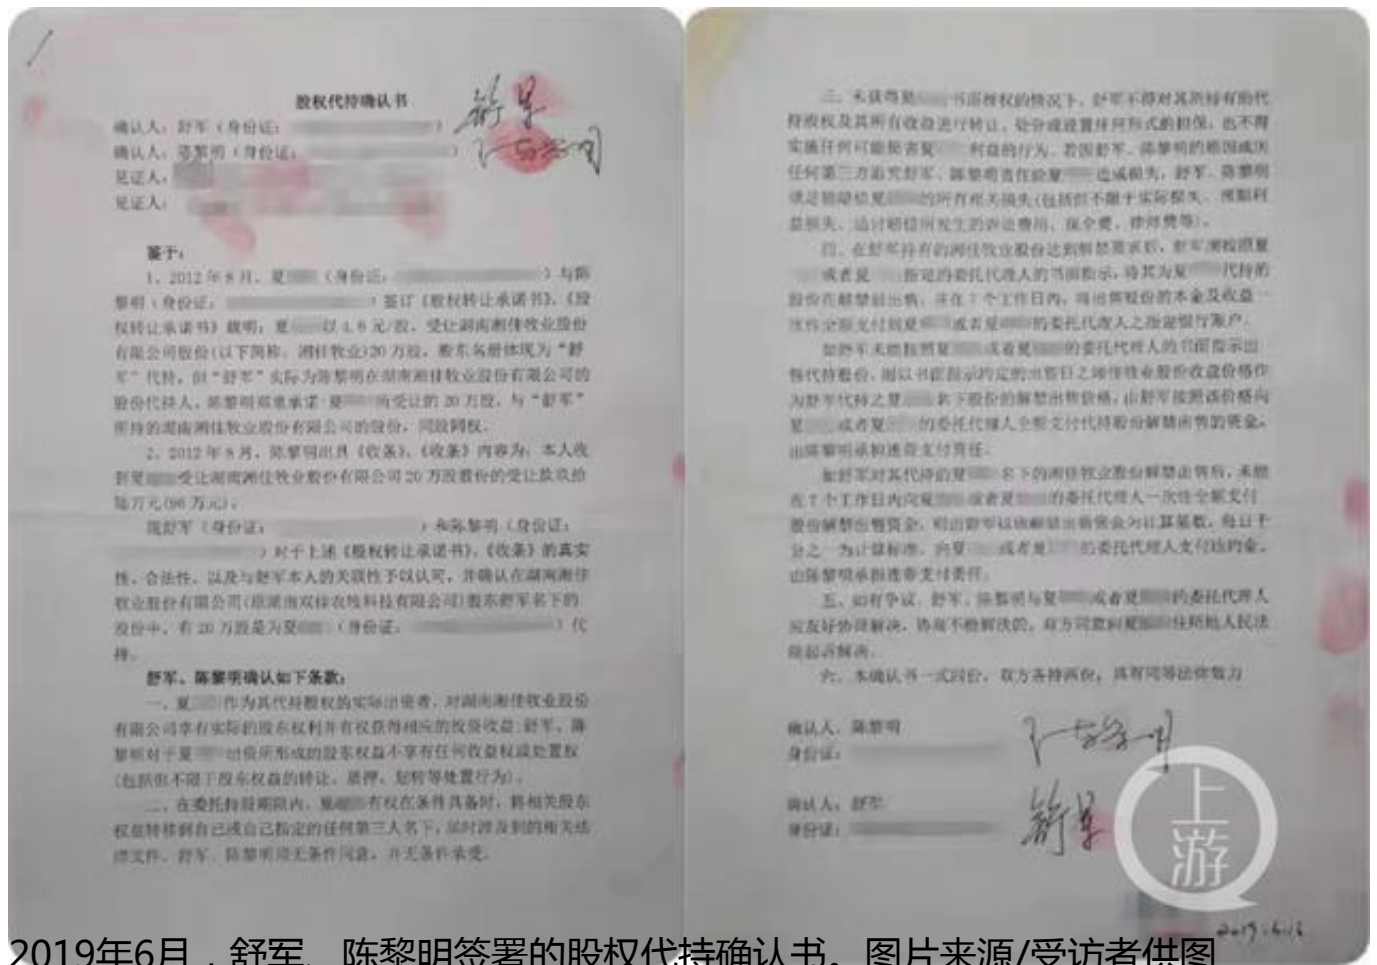 股权代持确认书
舒军
确认人：舒军（身份证：）
陈黎明
确认人：陈黎明（身份证：）
见证人：
见证人：
鉴于：
1、2012年8月，夏（身份证：）与陈
黎明（身份证：）签订《股权转让承诺书》，《股
权转让承诺书》载明：夏以4.8元/股，受让湖南湘佳牧业股份
有限公司股份(以下简称：湘佳牧业)20万股，股东名册体现为“舒
军”代持，但“舒军”实际为陈黎明在湖南湘佳牧业股份有限公司的
股份代持人。陈黎明郑重承诺：夏所受让的20万股，与“舒军”
所持的湖南湘佳牧业股份有限公司的股份，同股同权。
2、2012年8月，陈黎明出具《收条》，《收条》内容为：本人收
到夏受让湖南湘佳牧业股份有限公司20万股股份的受让款玖拾
陆万元(96万元)。
现舒军（身份证：）和陈黎明（身份证：
）对于上述《股权转让承诺书》、《收条》的真实
性、合法性，以及与舒军本人的关联性予以认可，并确认在湖南湘佳
牧业股份有限公司(原湖南双佳农牧科技有限公司)股东舒军名下的
股份中，有20万股是为夏（身份证：）代
持。
舒军、陈黎明确认如下条款：
一、夏作为其代持股权的实际出资者，对湖南湘佳牧业股份
有限公司享有实际的股东权利并有权获得相应的投资收益；舒军、陈
黎明对于夏出资所形成的股东权益不享有任何收益权或处置权
(包括但不限于股东权益的转让、质押、划转等处置行为)。
二、在委托持股期限内，夏有权在条件具备时，将相关股东
权益转移到自己或自己指定的任何第三人名下，届时涉及到的相关法
律文件，舒军、陈黎明须无条件同意，并无条件承受。
三、未获得夏书面授权的情况下，舒军不得对其所持有的代
持股权及其所有收益进行转让、处分或设置任何形式的担保，也不得
实施任何可能损害夏利益的行为。若因舒军、陈黎明的原因或因
任何第三方追究舒军、陈黎明责任给夏造成损失，舒军、陈黎明
须足额赔偿夏的所有相关损失(包括但不限于实际损失、预期利
益损失、追讨赔偿所发生的诉讼费用、保全费、律师费等)。
四、在舒军持有的湘佳牧业股份达到解禁要求后，舒军须按照夏
或者夏指定的委托代理人的书面指示，将其为夏代持的
股份在解禁后出售，并在7个工作日内，将出售股份的本金及收益一
次性全额支付到夏或者夏的委托代理人之指定银行账户。
如舒军未能按照夏或者夏的委托代理人的书面指示出
售代持股份，则以书面指示约定的出售日之湘佳牧业股份收盘价格作
为舒军代持之夏名下股份的解禁出售价格，由舒军按照该价格向
夏或者夏的委托代理人全额支付代持股份解禁出售的资金。
由陈黎明承担连带支付责任。
如舒军对其代持的夏名下的湘佳牧业股份解禁出售后，未能
在7个工作日内向夏或者夏的委托代理人一次性全额支付
股份解禁出售资金，则由舒军以该解禁出售资金为计算基数，每日千
分之一为计算标准，向夏或者夏的委托代理人支付违约金。
由陈黎明承担连带支付责任。
五、如有争议，舒军、陈黎明与夏或者夏的委托代理人
应友好协商解决，协商不能解决的，双方同意向夏住所地人民法
院起诉解决。
六、本确认书一式四份，双方各持两份，具有同等法律效力
确认人：陈黎明
陈黎明
身份证：
确认人：舒军
舒军
身份证：
上游
2019.6.13
2019年6月，舒军、陈黎明签署的股权代持确认书。图片来源/受访者供图